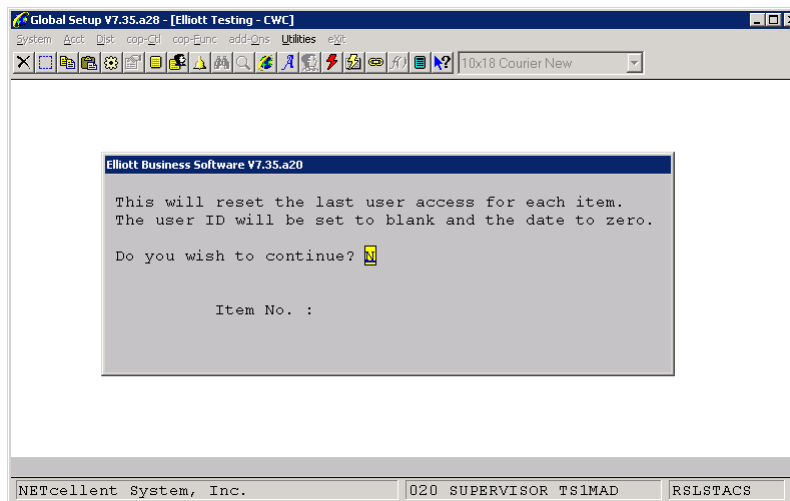 Global Setup V7.35.a28 - [Elliott Testing - CWC]
System Acct Dist cop-Ctl cop-Func add-Ons Utilities eXit
10x18 Courier New
Elliott Business Software V7.35.a20
This will reset the last user access for each item.
The user ID will be set to blank and the date to zero.
Do you wish to continue? N
Item No. :
NETcellent System, Inc. 020 SUPERVISOR TS1MAD RSLSTACS